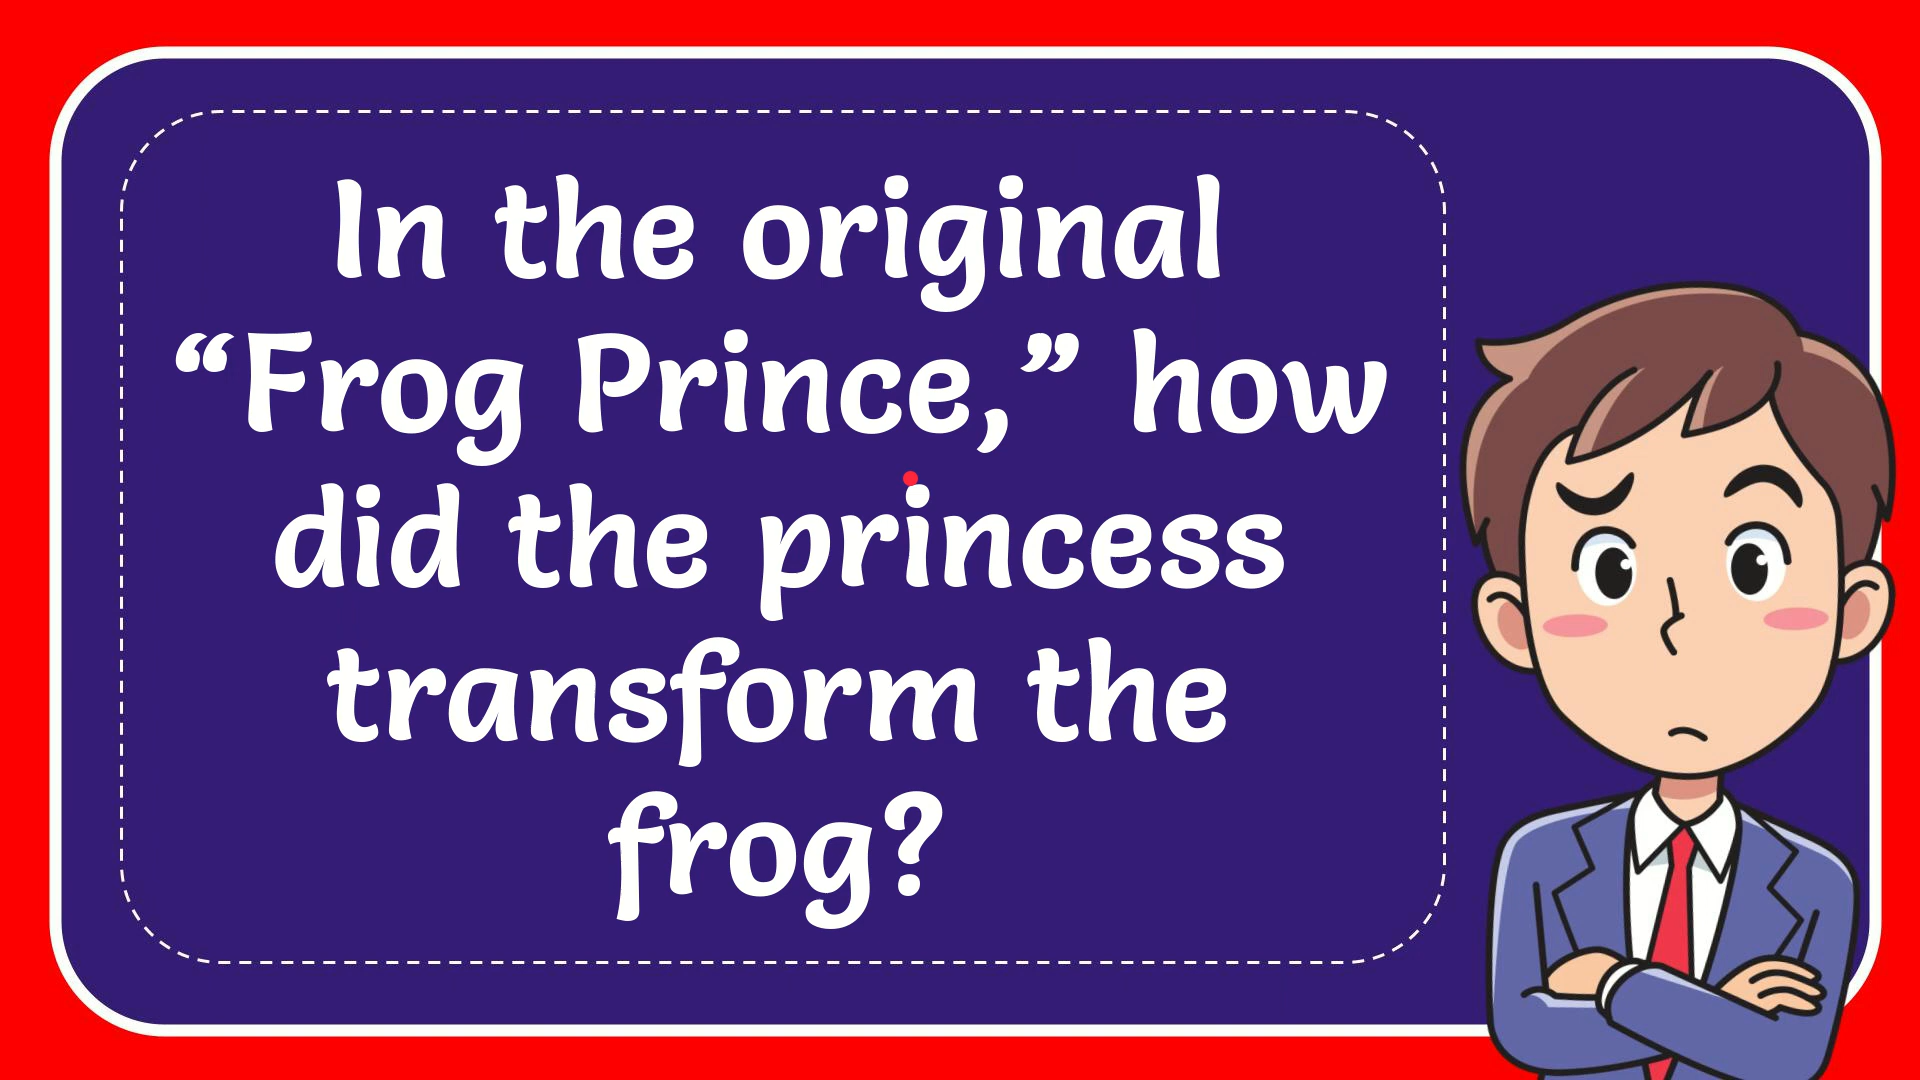 In the original
“Frog Prince,” how
did the princess
transform the
frog?